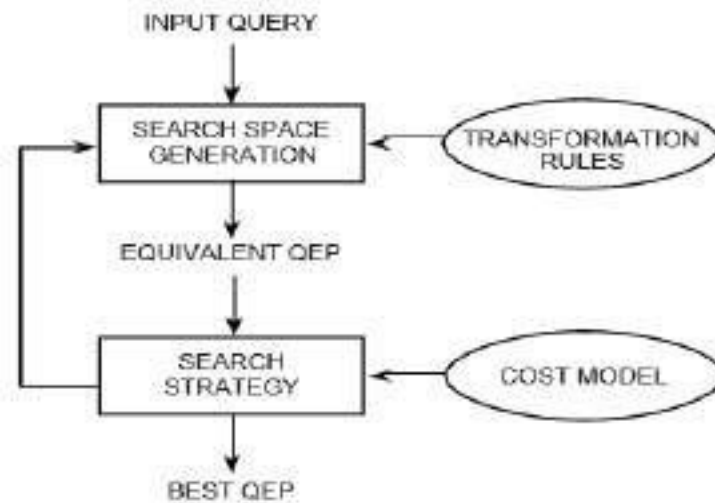 INPUT QUERY
SEARCH SPACE
GENERATION
TRANSFORMATION
RULES
EQUIVALENT QEP
SEARCH
STRATEGY
COST MODEL
BEST QEP